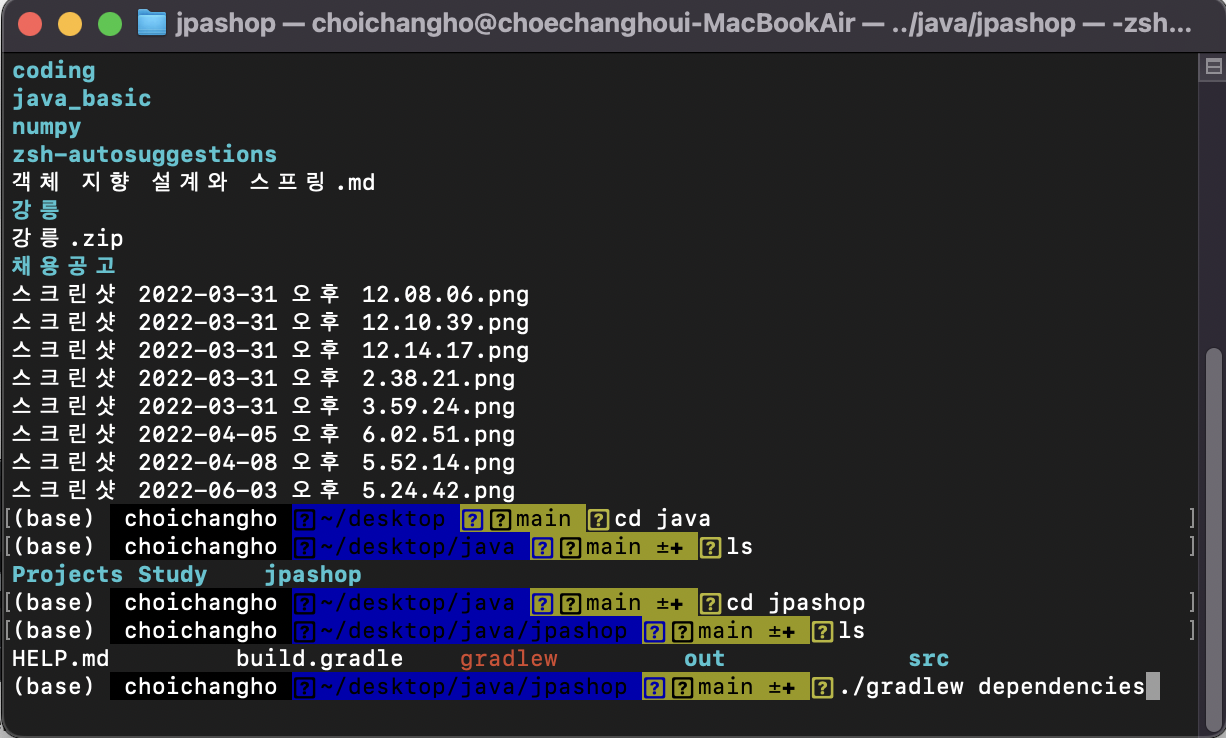 jpashop — choichangho@choechanghoui-MacBookAir — ../java/jpashop — -zsh...
coding
java_basic
numpy
zsh-autosuggestions
객체 지향 설계와 스프링.md
강릉
강릉.zip
채용공고
스크린샷 2022-03-31 오후 12.08.06.png
스크린샷 2022-03-31 오후 12.10.39.png
스크린샷 2022-03-31 오후 12.14.17.png
스크린샷 2022-03-31 오후 2.38.21.png
스크린샷 2022-03-31 오후 3.59.24.png
스크린샷 2022-04-05 오후 6.02.51.png
스크린샷 2022-04-08 오후 5.52.14.png
스크린샷 2022-06-03 오후 5.24.42.png
[(base) choichangho ? ~/desktop ? ? main ? cd java ]
[(base) choichangho ? ~/desktop/java ? ? main ±+ ? ls ]
Projects Study jpashop
[(base) choichangho ? ~/desktop/java ? ? main ±+ ? cd jpashop ]
[(base) choichangho ? ~/desktop/java/jpashop ? ? main ±+ ? ls ]
HELP.md build.gradle gradlew out src
(base) choichangho ? ~/desktop/java/jpashop ? ? main ±+ ? ./gradlew dependencies